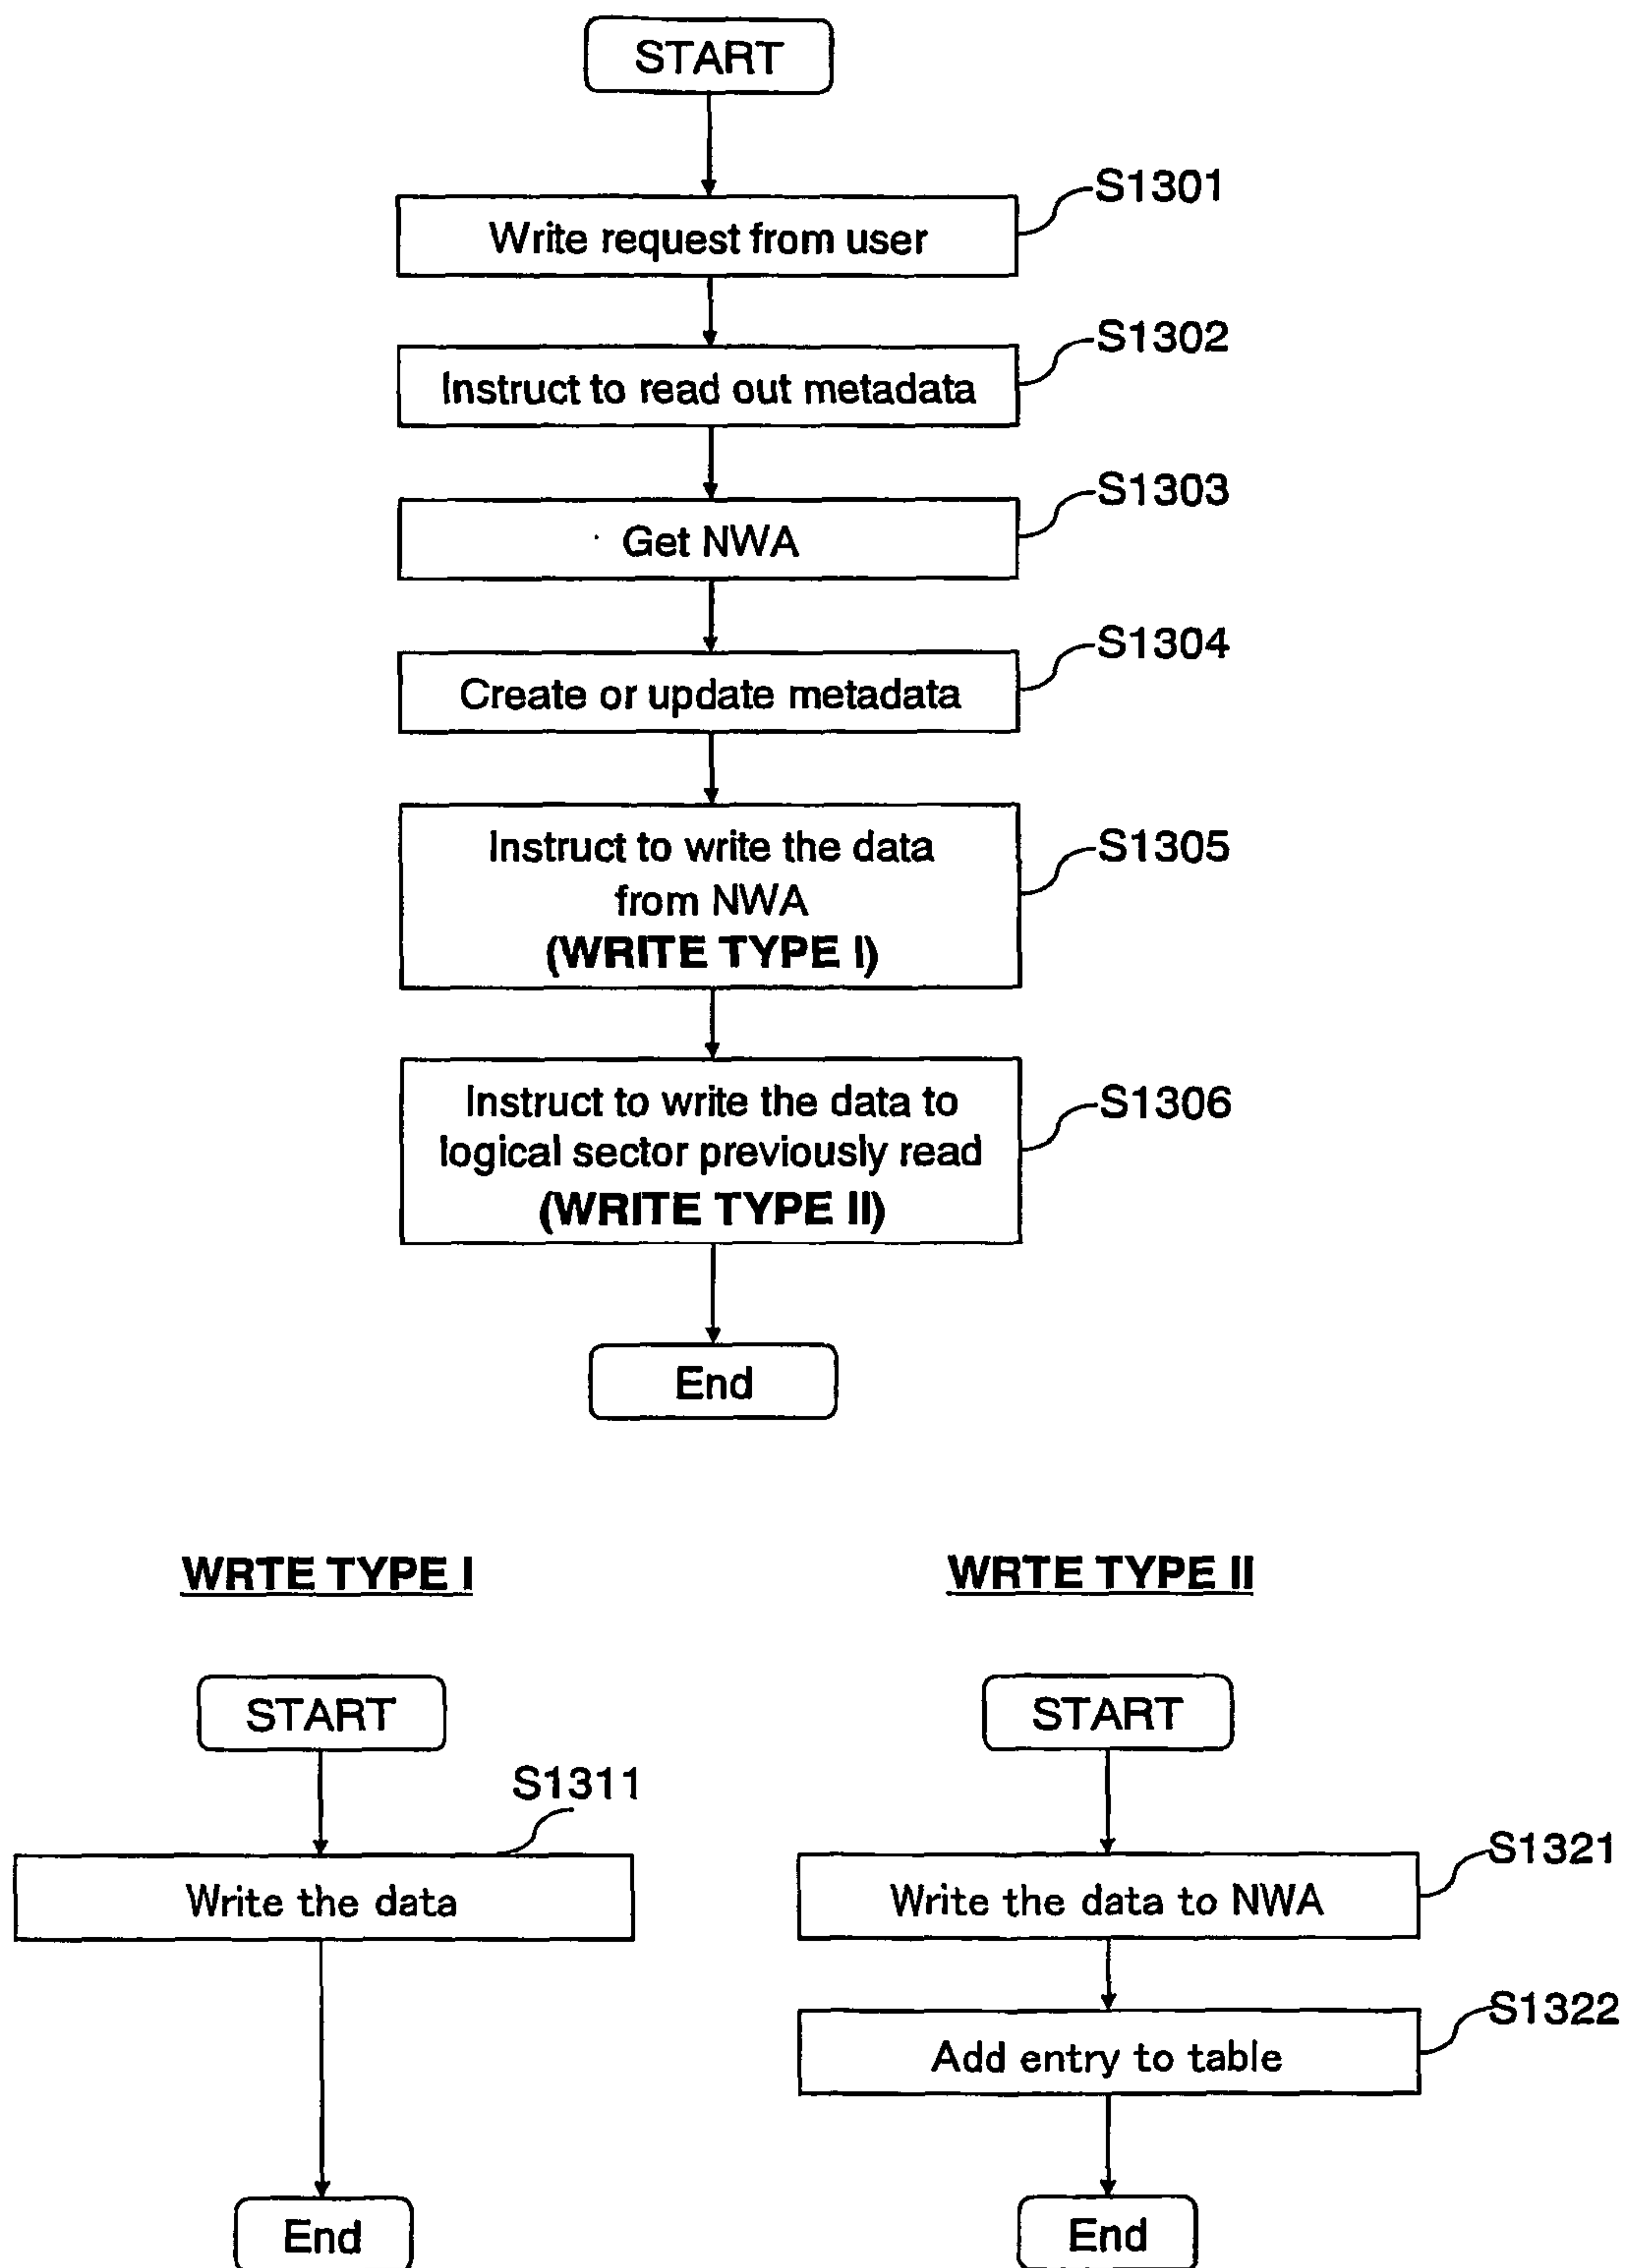 START
S1301
Write request from user
S1302
Instruct to read out metadata
S1303
Get NWA
S1304
Create or update metadata
S1305
Instruct to write the data
from NWA
(WRITE TYPE I)
S1306
Instruct to write the data to
logical sector previously read
(WRITE TYPE II)
End
WRTE TYPE I
START
S1311
Write the data
End
WRTE TYPE II
START
S1321
Write the data to NWA
S1322
Add entry to table
End